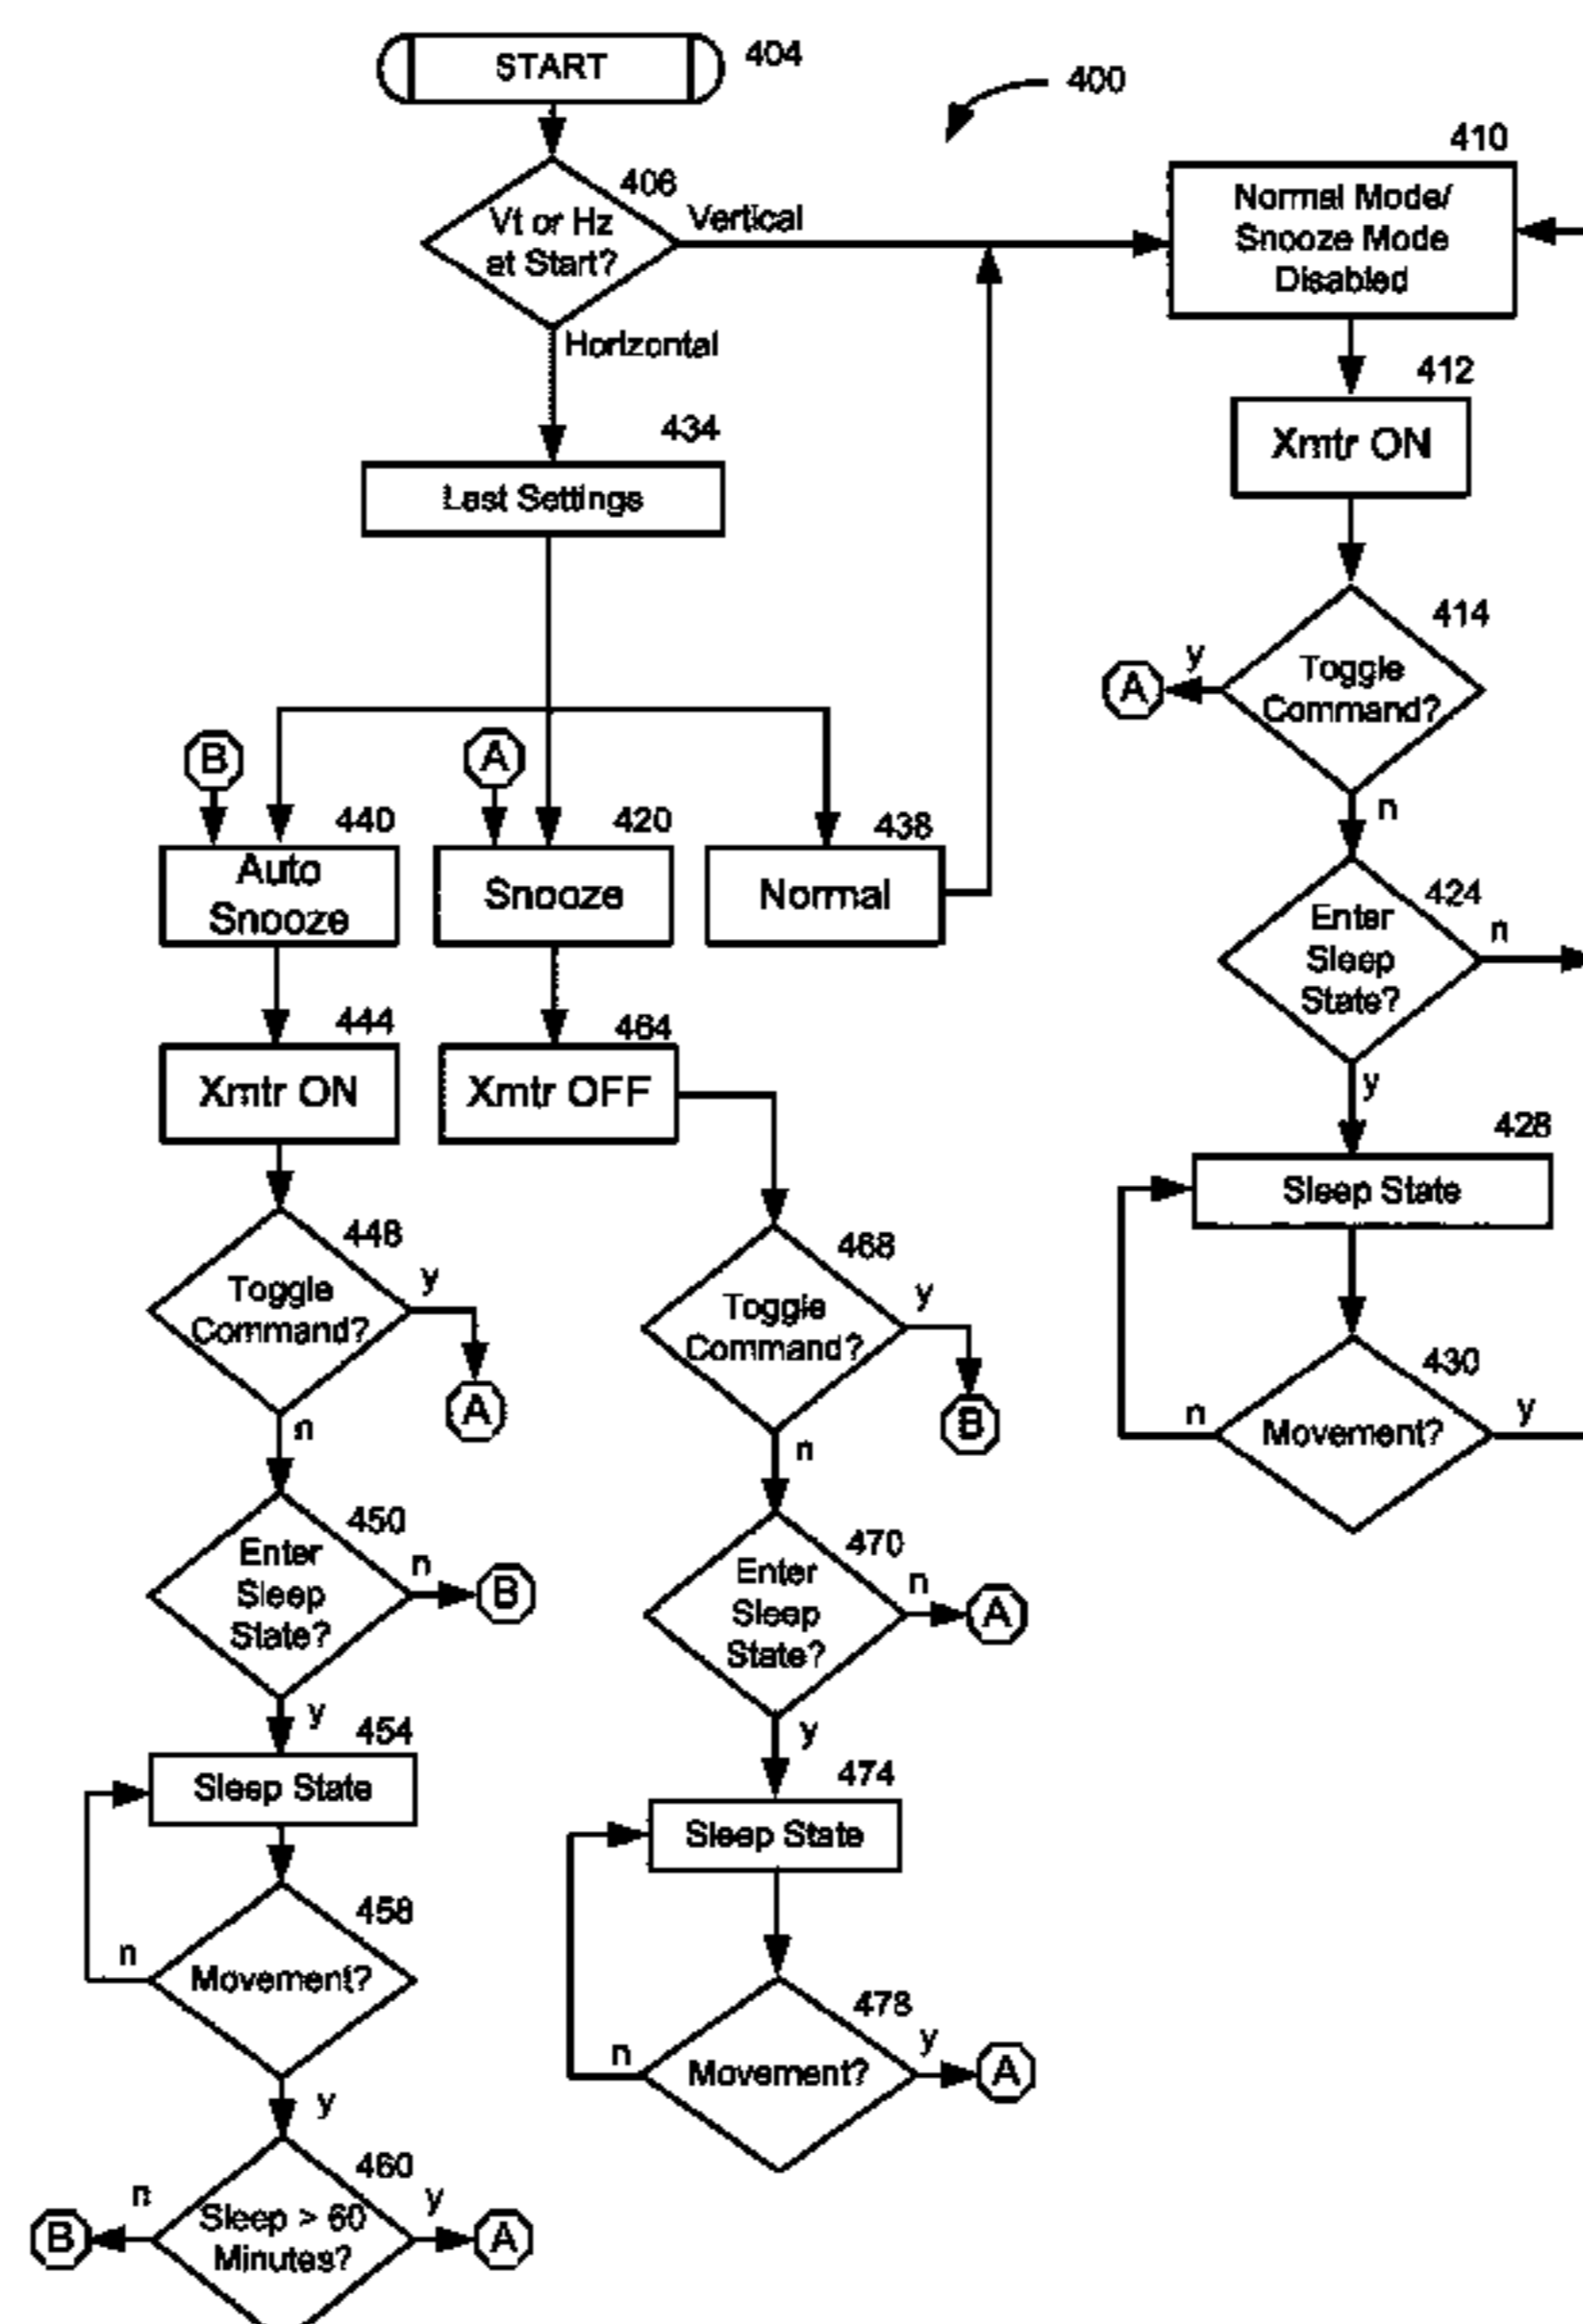 START
404
400
406
Vt or Hz
at Start?
Vertical
Horizontal
410
Normal Mode/
Snooze Mode
Disabled
412
Xmtr ON
434
Last Settings
414
Toggle
Command?
y
A
n
B
A
440
Auto
Snooze
420
Snooze
438
Normal
424
Enter
Sleep
State?
n
y
444
Xmtr ON
464
Xmtr OFF
428
Sleep State
448
Toggle
Command?
y
A
n
468
Toggle
Command?
y
B
n
430
Movement?
n
y
450
Enter
Sleep
State?
n
B
y
470
Enter
Sleep
State?
n
A
y
454
Sleep State
474
Sleep State
458
Movement?
n
y
478
Movement?
n
y
A
460
Sleep > 60
Minutes?
n
B
y
A